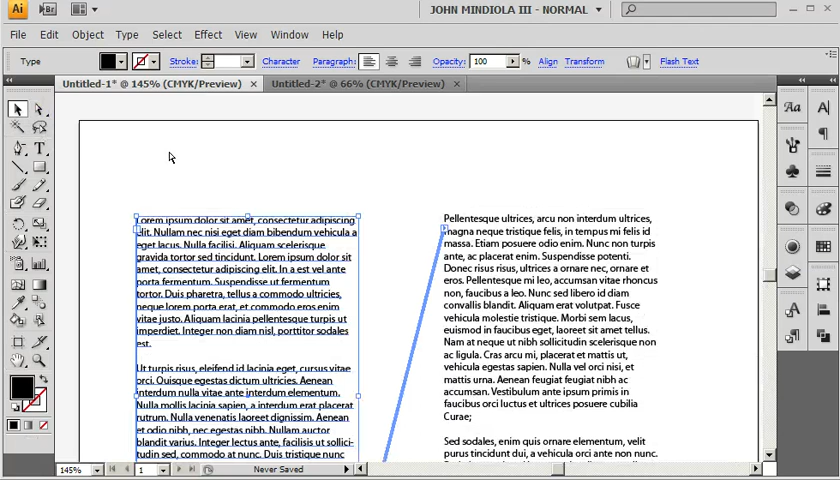 Ai
Br
JOHN MINDIOLA III - NORMAL
File Edit Object Type Select Effect View Window Help
Type Stroke: Character Paragraph: Opacity: 100 % Align Transform Flash Text
Untitled-1* @ 145% (CMYK/Preview) × Untitled-2* @ 66% (CMYK/Preview) ×
Lorem ipsum dolor sit amet, consectetur adipiscing
elit. Nullam nec nisi eget diam bibendum vehicula a
eget lacus. Nulla facilisi. Aliquam scelerisque
gravida tortor sed tincidunt. Lorem ipsum dolor sit
amet, consectetur adipiscing elit. In a est vel ante
porta fermentum. Suspendisse ut fermentum
tortor. Duis pharetra, tellus a commodo ultricies,
neque lorem porta erat, et commodo eros enim
vitae justo. Aliquam lacinia pellentesque turpis ut
imperdiet. Integer non diam nisl, porttitor sodales
est.
Ut turpis risus, eleifend id lacinia eget, cursus vitae
orci. Quisque egestas dictum ultricies. Aenean
interdum nulla vitae ante interdum elementum.
Nulla mollis lacinia sapien, a interdum erat placerat
rutrum. Nulla venenatis laoreet dignissim. Aenean
et odio nibh, nec egestas nibh. Nullam auctor
blandit varius. Integer lectus ante, facilisis ut sollici-
tudin sed, commodo at nunc. Duis tristique nunc
Pellentesque ultrices, arcu non interdum ultrices,
magna neque tristique felis, in tempus mi felis id
massa. Etiam posuere odio enim. Nunc non turpis
ante, ac placerat enim. Suspendisse potenti.
Donec risus risus, ultrices a ornare nec, ornare et
eros. Pellentesque mi leo, accumsan vitae rhoncus
non, faucibus a leo. Nunc sed libero id diam
convallis blandit. Aliquam erat volutpat. Fusce
vehicula molestie tristique. Morbi sem lacus,
euismod in faucibus eget, laoreet sit amet tellus.
Nam at neque ut nibh sollicitudin scelerisque non
ac ligula. Cras arcu mi, placerat et mattis ut,
vehicula egestas sapien. Nulla vel orci nisi, et
mattis urna. Aenean feugiat feugiat nibh ac
accumsan. Vestibulum ante ipsum primis in
faucibus orci luctus et ultrices posuere cubilia
Curae;
Sed sodales, enim quis ornare elementum, velit
purus tincidunt dui, a vehicula orci est non nunc.
145% 1 Never Saved